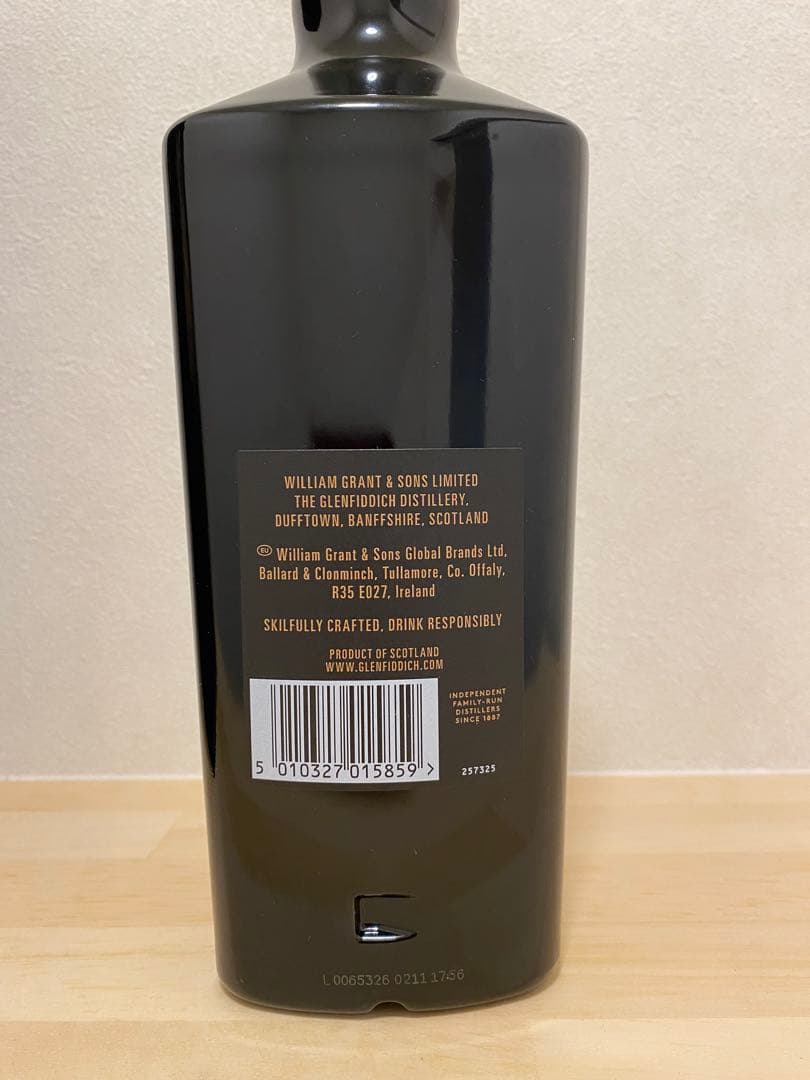 WILLIAM GRANT & SONS LIMITED
THE GLENFIDDICH DISTILLERY,
DUFFTOWN, BANFFSHIRE, SCOTLAND
EU William Grant & Sons Global Brands Ltd,
Ballard & Clonminch, Tullamore, Co. Offaly,
R35 E027, Ireland
SKILFULLY CRAFTED, DRINK RESPONSIBLY
PRODUCT OF SCOTLAND
WWW.GLENFIDDICH.COM
INDEPENDENT
FAMILY-RUN
DISTILLERS
SINCE 1887
5 010327 015859 >
257325
L0065326 0211 1756